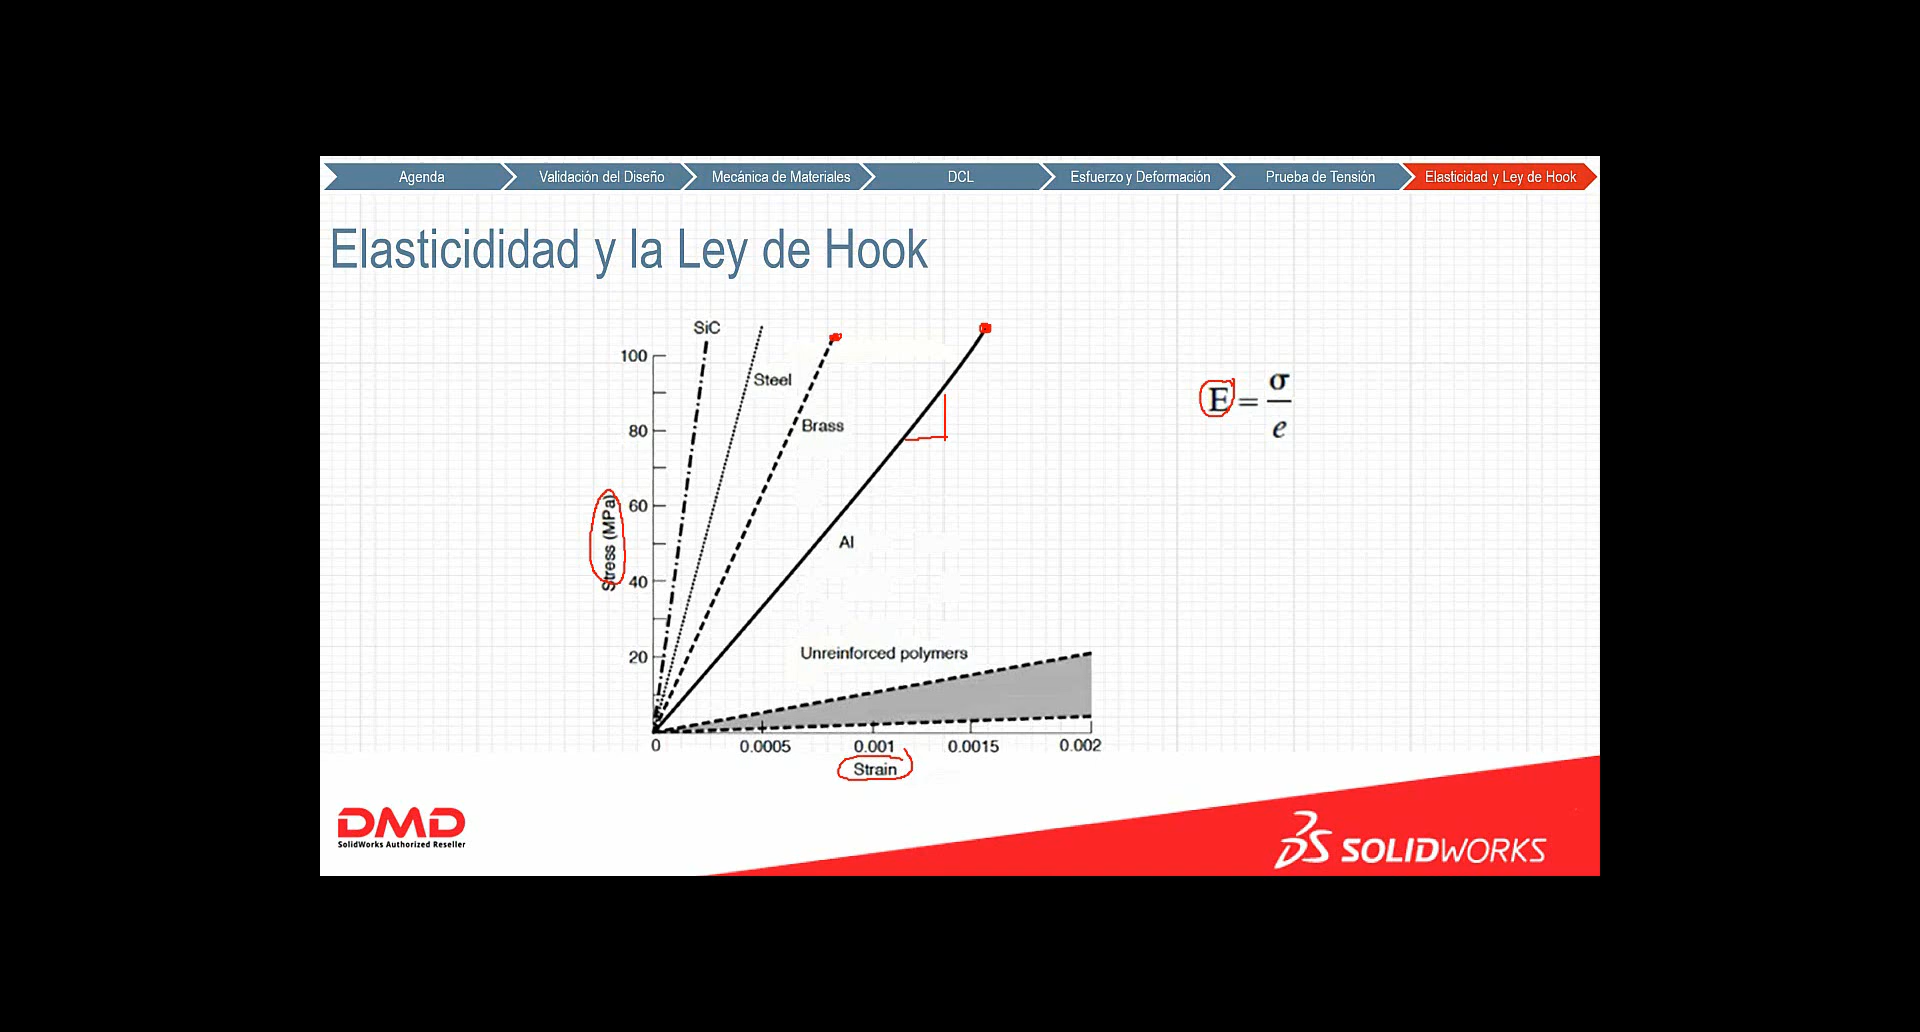 Agenda
Validación del Diseño
Mecánica de Materiales
DCL
Esfuerzo y Deformación
Prueba de Tensión
Elasticidad y Ley de Hook
Elasticididad y la Ley de Hook
SiC
100
Steel
80
Brass
60
Stress (MPa)
Al
40
Unreinforced polymers
20
0
0.0005
0.001
0.0015
0.002
Strain
E = σ
e
DMD
SolidWorks Authorized Reseller
SOLIDWORKS